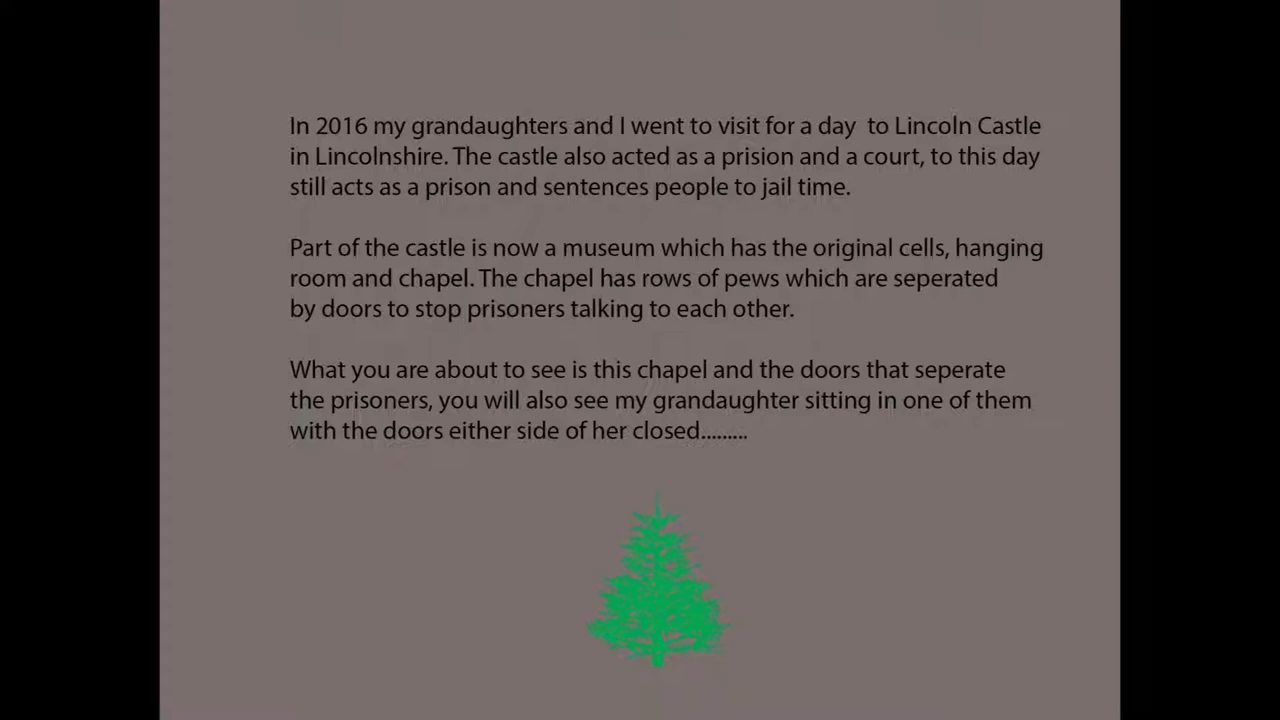 In 2016 my grandaughters and I went to visit for a day  to Lincoln Castle
in Lincolnshire. The castle also acted as a prision and a court, to this day
still acts as a prison and sentences people to jail time.
Part of the castle is now a museum which has the original cells, hanging
room and chapel. The chapel has rows of pews which are seperated
by doors to stop prisoners talking to each other.
What you are about to see is this chapel and the doors that seperate
the prisoners, you will also see my grandaughter sitting in one of them
with the doors either side of her closed.........